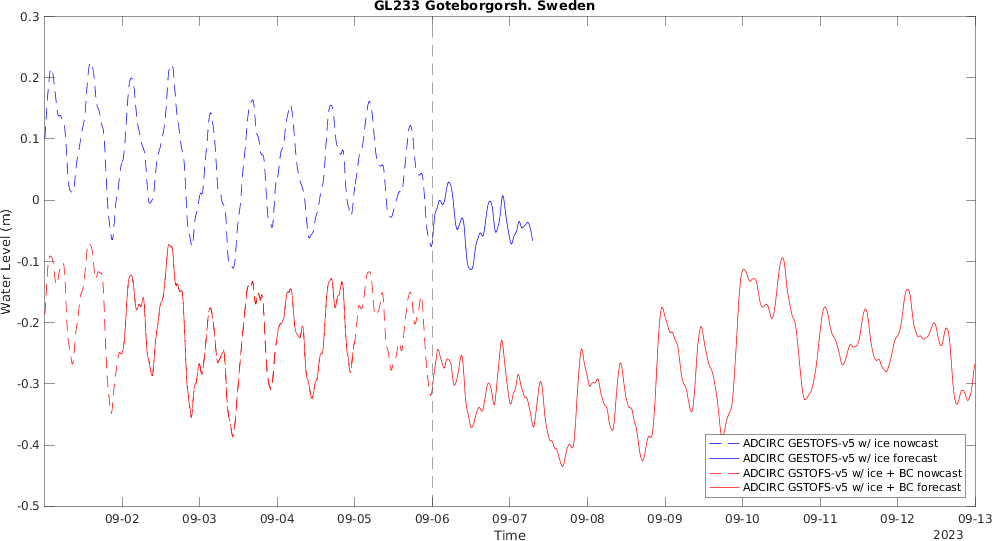 GL233 Goteborgorsh. Sweden
0.3
0.2
0.1
0
-0.1
-0.2
-0.3
-0.4
-0.5
Water Level (m)
ADCIRC GESTOFS-v5 w/ ice nowcast
ADCIRC GESTOFS-v5 w/ ice forecast
ADCIRC GSTOFS-v5 w/ ice + BC nowcast
ADCIRC GSTOFS-v5 w/ ice + BC forecast
09-02 09-03 09-04 09-05 09-06 09-07 09-08 09-09 09-10 09-11 09-12 09-13
Time
2023